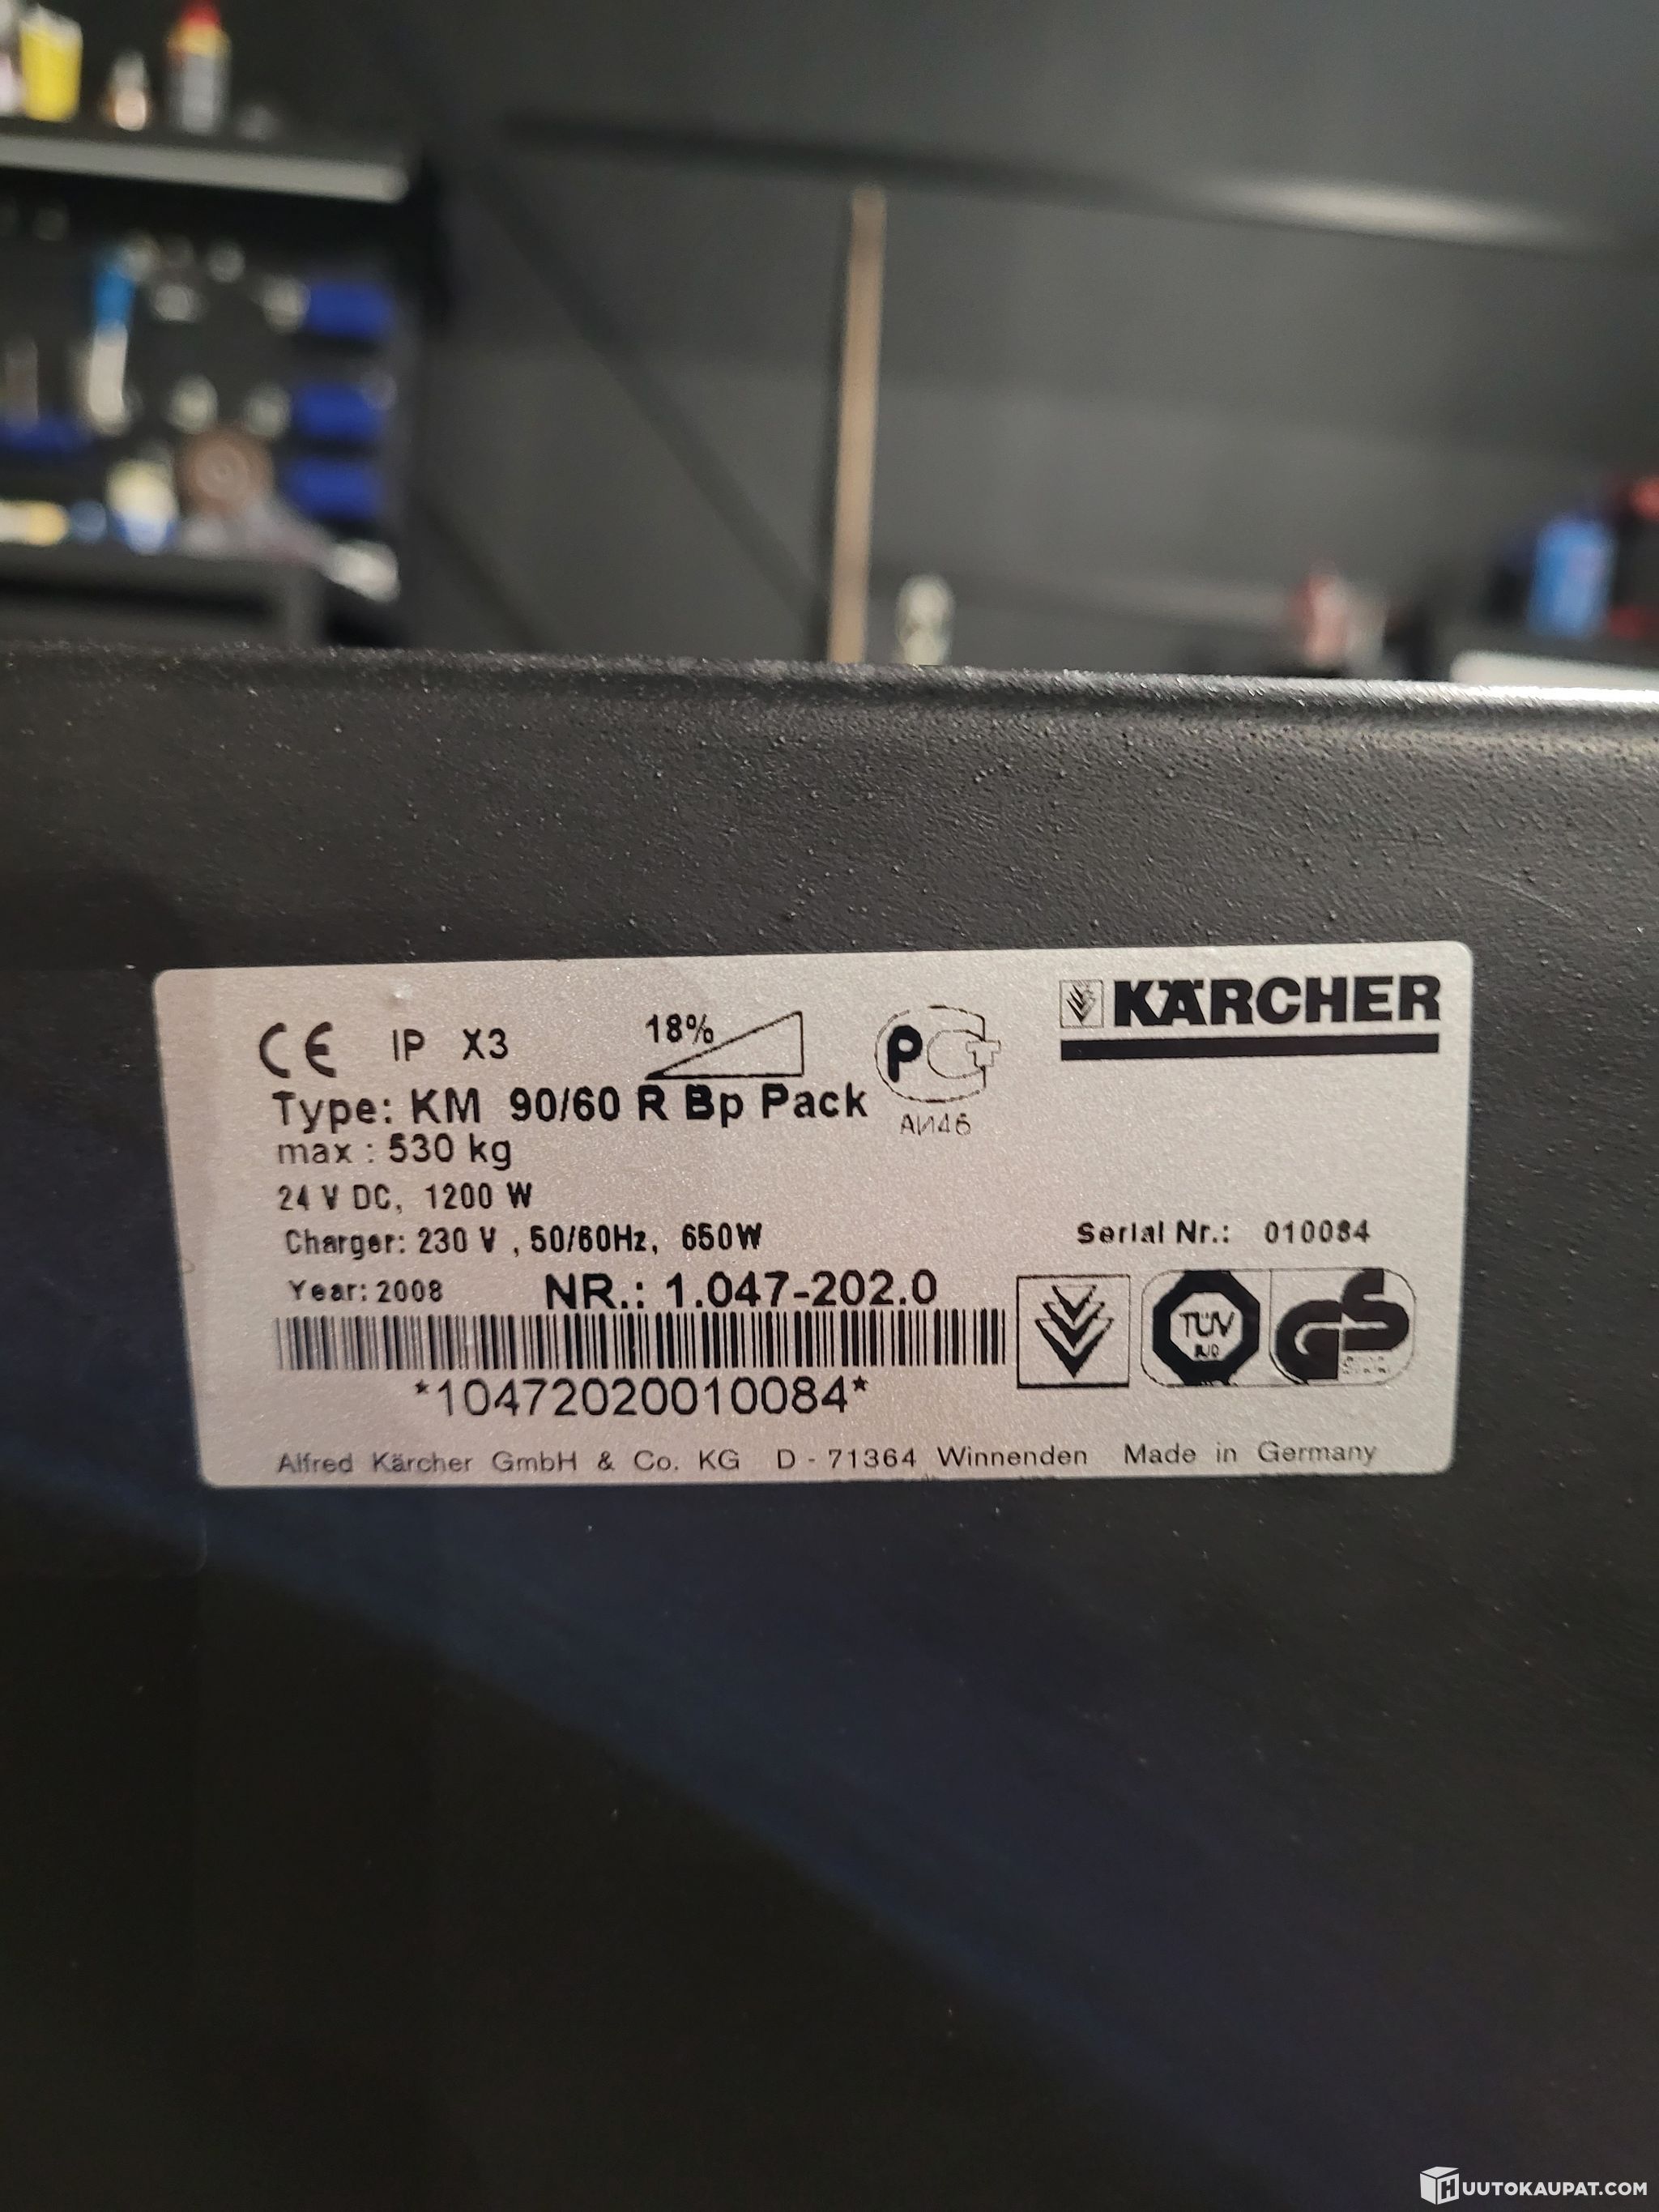 CE IP X3 18% KÄRCHER
Type: KM 90/60 R Bp Pack
АИ46
max : 530 kg
24 V DC, 1200 W
Charger: 230 V , 50/60Hz, 650W Serial Nr.: 010084
Year: 2008 NR.: 1.047-202.0
TÜV GS
*10472020010084*
Alfred Kärcher GmbH & Co. KG D - 71364 Winnenden Made in Germany
HUUTOKAUPAT.COM